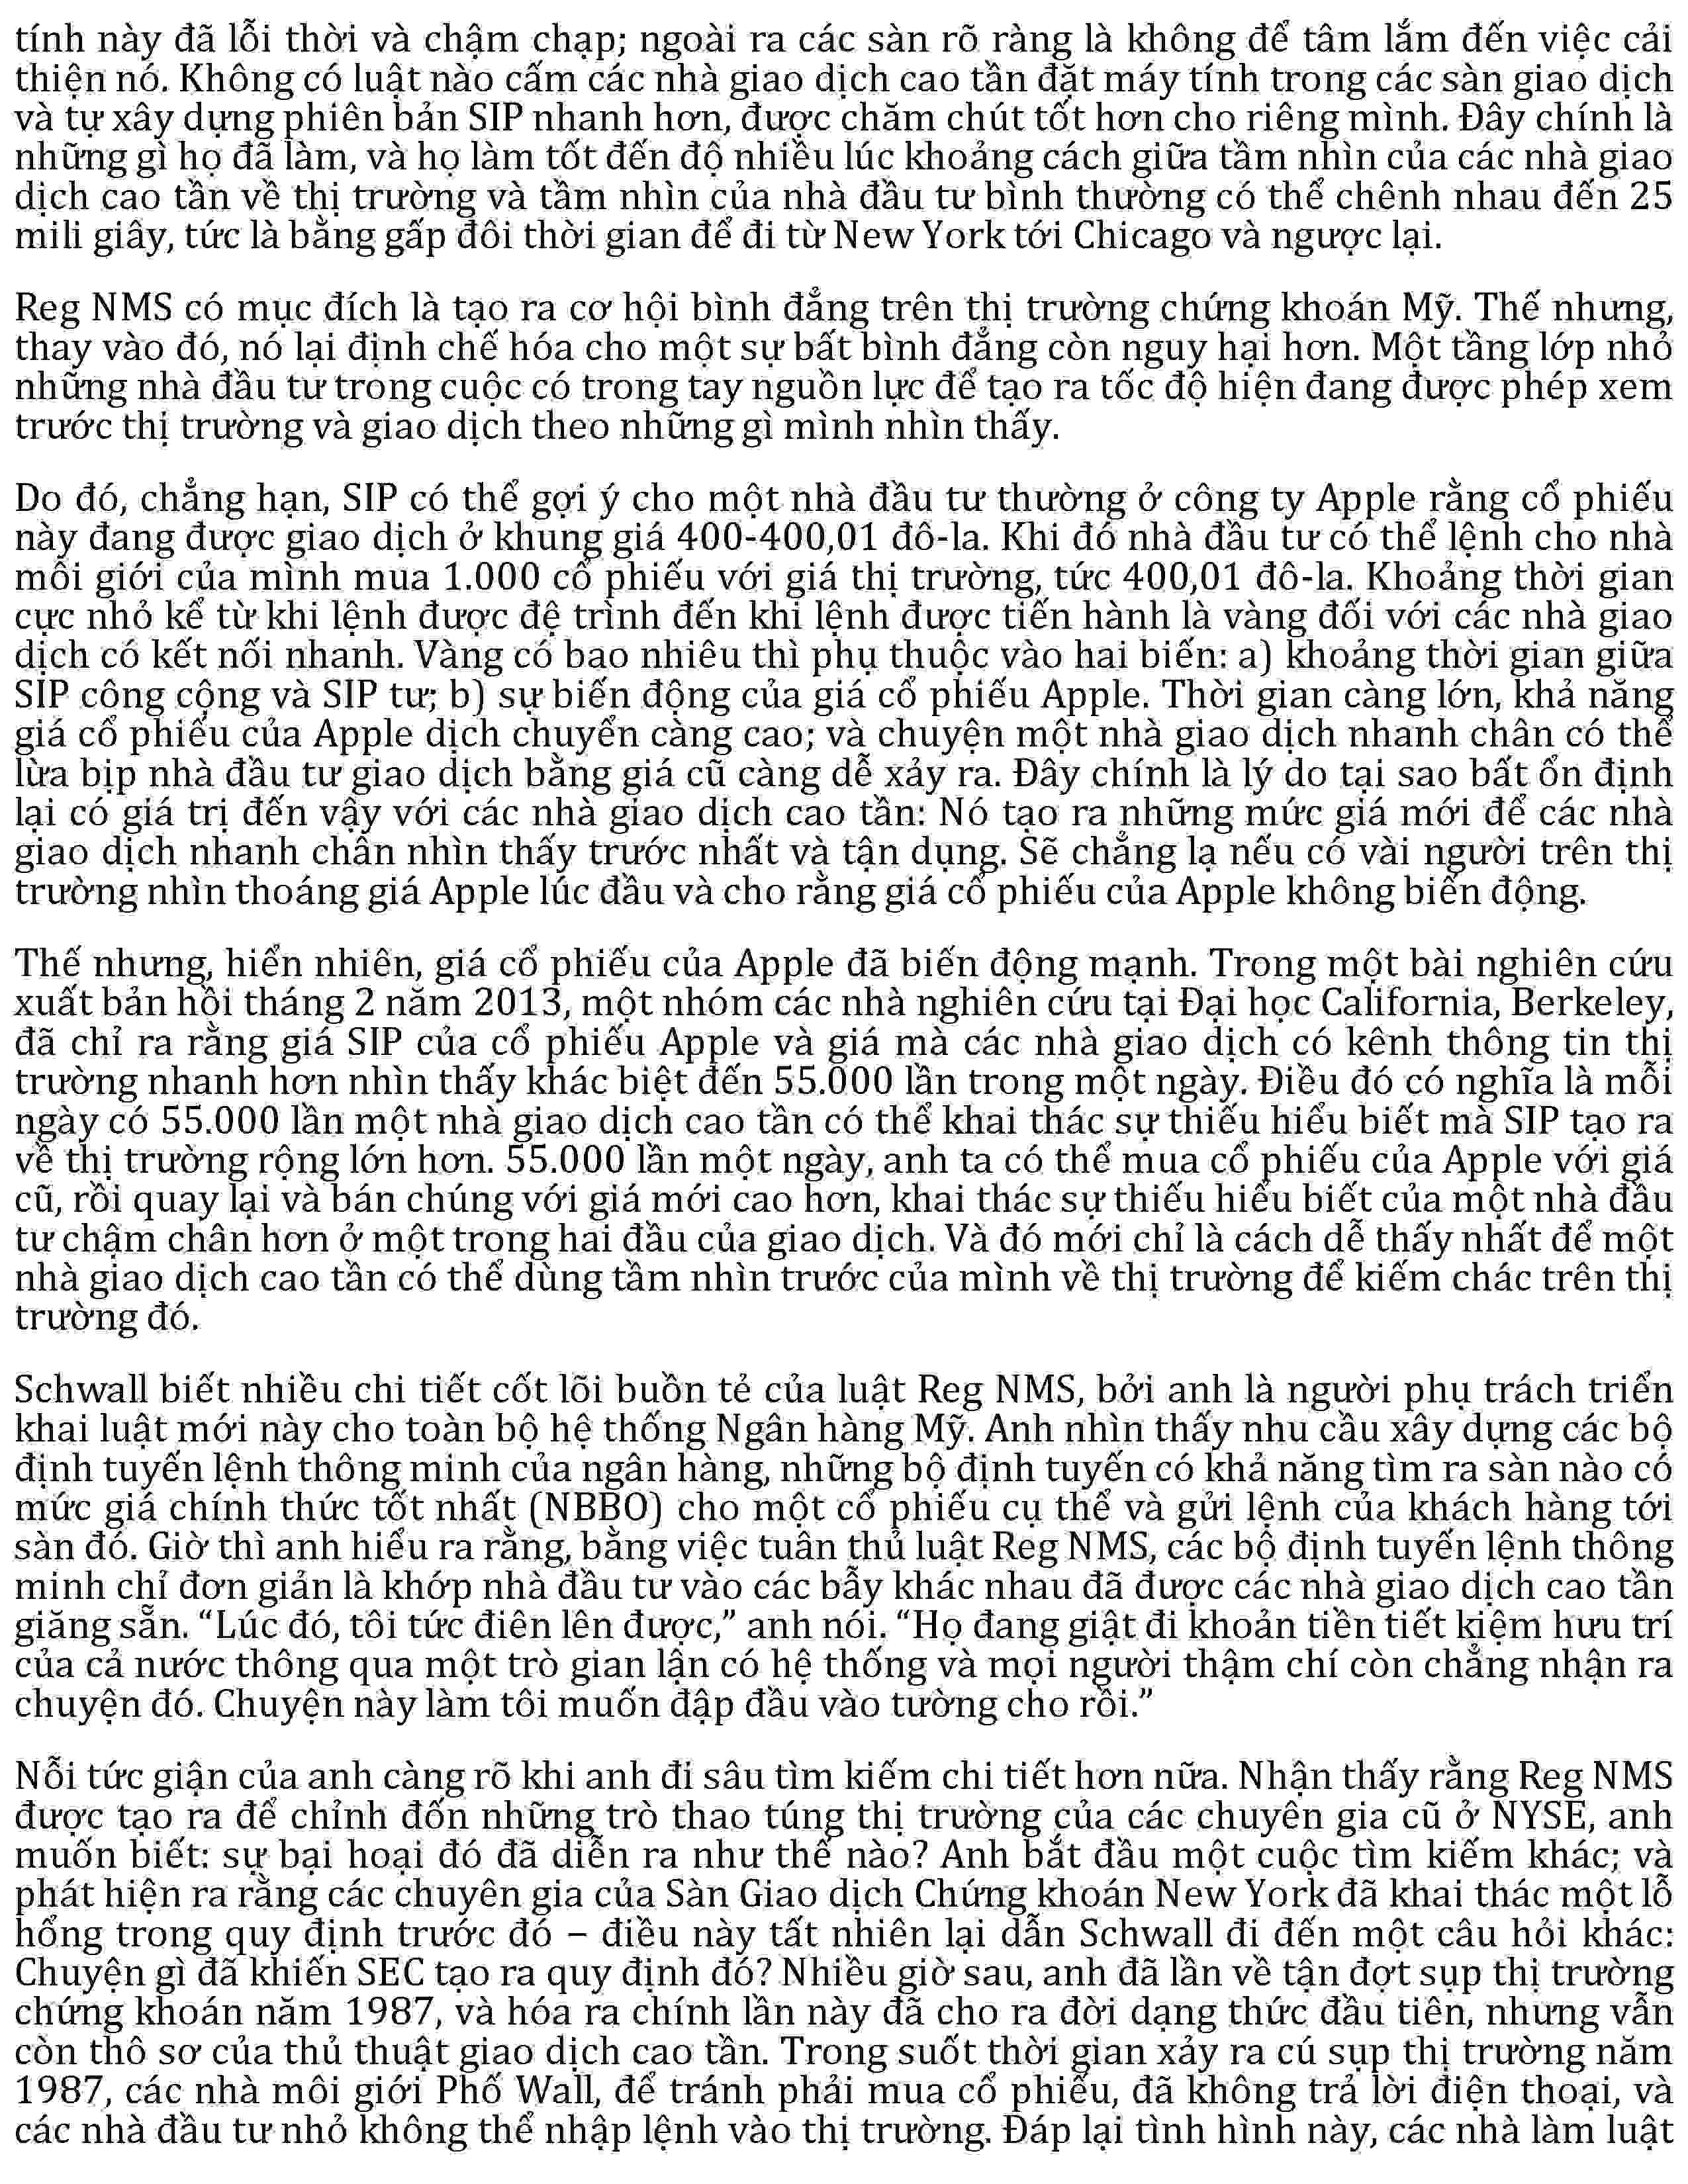 tính này đã lỗi thời và chậm chạp; ngoài ra các sàn rõ ràng là không để tâm lắm đến việc cải
thiện nó. Không có luật nào cấm các nhà giao dịch cao tần đặt máy tính trong các sàn giao dịch
và tự xây dựng phiên bản SIP nhanh hơn, được chăm chút tốt hơn cho riêng mình. Đây chính là
những gì họ đã làm, và họ làm tốt đến độ nhiều lúc khoảng cách giữa tầm nhìn của các nhà giao
dịch cao tần về thị trường và tầm nhìn của nhà đầu tư bình thường có thể chênh nhau đến 25
mili giây, tức là bằng gấp đôi thời gian để đi từ New York tới Chicago và ngược lại.
Reg NMS có mục đích là tạo ra cơ hội bình đẳng trên thị trường chứng khoán Mỹ. Thế nhưng,
thay vào đó, nó lại định chế hóa cho một sự bất bình đẳng còn nguy hại hơn. Một tầng lớp nhỏ
những nhà đầu tư trong cuộc có trong tay nguồn lực để tạo ra tốc độ hiện đang được phép xem
trước thị trường và giao dịch theo những gì mình nhìn thấy.
Do đó, chẳng hạn, SIP có thể gợi ý cho một nhà đầu tư thường ở công ty Apple rằng cổ phiếu
này đang được giao dịch ở khung giá 400-400,01 đô-la. Khi đó nhà đầu tư có thể lệnh cho nhà
môi giới của mình mua 1.000 cổ phiếu với giá thị trường, tức 400,01 đô-la. Khoảng thời gian
cực nhỏ kể từ khi lệnh được đệ trình đến khi lệnh được tiến hành là vàng đối với các nhà giao
dịch có kết nối nhanh. Vàng có bao nhiêu thì phụ thuộc vào hai biến: a) khoảng thời gian giữa
SIP công cộng và SIP tư; b) sự biến động của giá cổ phiếu Apple. Thời gian càng lớn, khả năng
giá cổ phiếu của Apple dịch chuyển càng cao; và chuyện một nhà giao dịch nhanh chân có thể
lừa bịp nhà đầu tư giao dịch bằng giá cũ càng dễ xảy ra. Đây chính là lý do tại sao bất ổn định
lại có giá trị đến vậy với các nhà giao dịch cao tần: Nó tạo ra những mức giá mới để các nhà
giao dịch nhanh chân nhìn thấy trước nhất và tận dụng. Sẽ chẳng lạ nếu có vài người trên thị
trường nhìn thoáng giá Apple lúc đầu và cho rằng giá cổ phiếu của Apple không biến động.
Thế nhưng, hiển nhiên, giá cổ phiếu của Apple đã biến động mạnh. Trong một bài nghiên cứu
xuất bản hồi tháng 2 năm 2013, một nhóm các nhà nghiên cứu tại Đại học California, Berkeley,
đã chỉ ra rằng giá SIP của cổ phiếu Apple và giá mà các nhà giao dịch có kênh thông tin thị
trường nhanh hơn nhìn thấy khác biệt đến 55.000 lần trong một ngày. Điều đó có nghĩa là mỗi
ngày có 55.000 lần một nhà giao dịch cao tần có thể khai thác sự thiếu hiểu biết mà SIP tạo ra
về thị trường rộng lớn hơn. 55.000 lần một ngày, anh ta có thể mua cổ phiếu của Apple với giá
cũ, rồi quay lại và bán chúng với giá mới cao hơn, khai thác sự thiếu hiểu biết của một nhà đầu
tư chậm chân hơn ở một trong hai đầu của giao dịch. Và đó mới chỉ là cách dễ thấy nhất để một
nhà giao dịch cao tần có thể dùng tầm nhìn trước của mình về thị trường để kiếm chác trên thị
trường đó.
Schwall biết nhiều chi tiết cốt lõi buồn tẻ của luật Reg NMS, bởi anh là người phụ trách triển
khai luật mới này cho toàn bộ hệ thống Ngân hàng Mỹ. Anh nhìn thấy nhu cầu xây dựng các bộ
định tuyến lệnh thông minh của ngân hàng, những bộ định tuyến có khả năng tìm ra sàn nào có
mức giá chính thức tốt nhất (NBBO) cho một cổ phiếu cụ thể và gửi lệnh của khách hàng tới
sàn đó. Giờ thì anh hiểu ra rằng, bằng việc tuân thủ luật Reg NMS, các bộ định tuyến lệnh thông
minh chỉ đơn giản là khớp nhà đầu tư vào các bẫy khác nhau đã được các nhà giao dịch cao tần
giăng sẵn. “Lúc đó, tôi tức điên lên được,” anh nói. “Họ đang giật đi khoản tiền tiết kiệm hưu trí
của cả nước thông qua một trò gian lận có hệ thống và mọi người thậm chí còn chẳng nhận ra
chuyện đó. Chuyện này làm tôi muốn đập đầu vào tường cho rồi.”
Nỗi tức giận của anh càng rõ khi anh đi sâu tìm kiếm chi tiết hơn nữa. Nhận thấy rằng Reg NMS
được tạo ra để chỉnh đốn những trò thao túng thị trường của các chuyên gia cũ ở NYSE, anh
muốn biết: sự bại hoại đó đã diễn ra như thế nào? Anh bắt đầu một cuộc tìm kiếm khác; và
phát hiện ra rằng các chuyên gia của Sàn Giao dịch Chứng khoán New York đã khai thác một lỗ
hổng trong quy định trước đó – điều này tất nhiên lại dẫn Schwall đi đến một câu hỏi khác:
Chuyện gì đã khiến SEC tạo ra quy định đó? Nhiều giờ sau, anh đã lần về tận đợt sụp thị trường
chứng khoán năm 1987, và hóa ra chính lần này đã cho ra đời dạng thức đầu tiên, nhưng vẫn
còn thô sơ của thủ thuật giao dịch cao tần. Trong suốt thời gian xảy ra cú sụp thị trường năm
1987, các nhà môi giới Phố Wall, để tránh phải mua cổ phiếu, đã không trả lời điện thoại, và
các nhà đầu tư nhỏ không thể nhập lệnh vào thị trường. Đáp lại tình hình này, các nhà làm luật